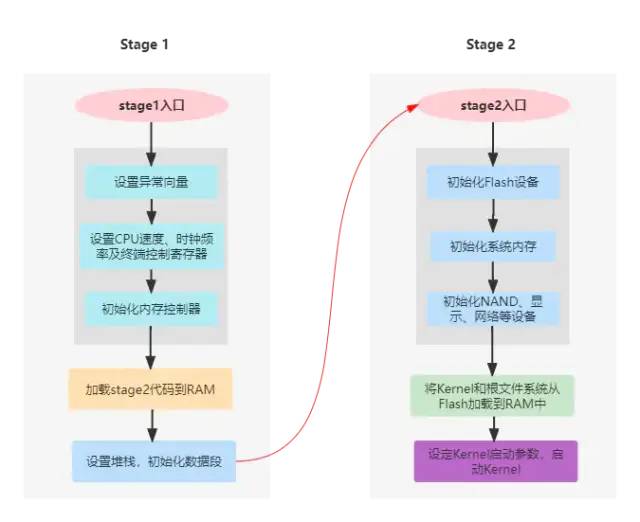 Stage 1
stage1入口
设置异常向量
设置CPU速度、时钟频
率及终端控制寄存器
初始化内存控制器
加载stage2代码到RAM
设置堆栈、初始化数据段
Stage 2
stage2入口
初始化Flash设备
初始化系统内存
初始化NAND、显
示、网络等设备
将Kernel和根文件系统从
Flash加载到RAM中
设定Kernel启动参数、启
动Kernel